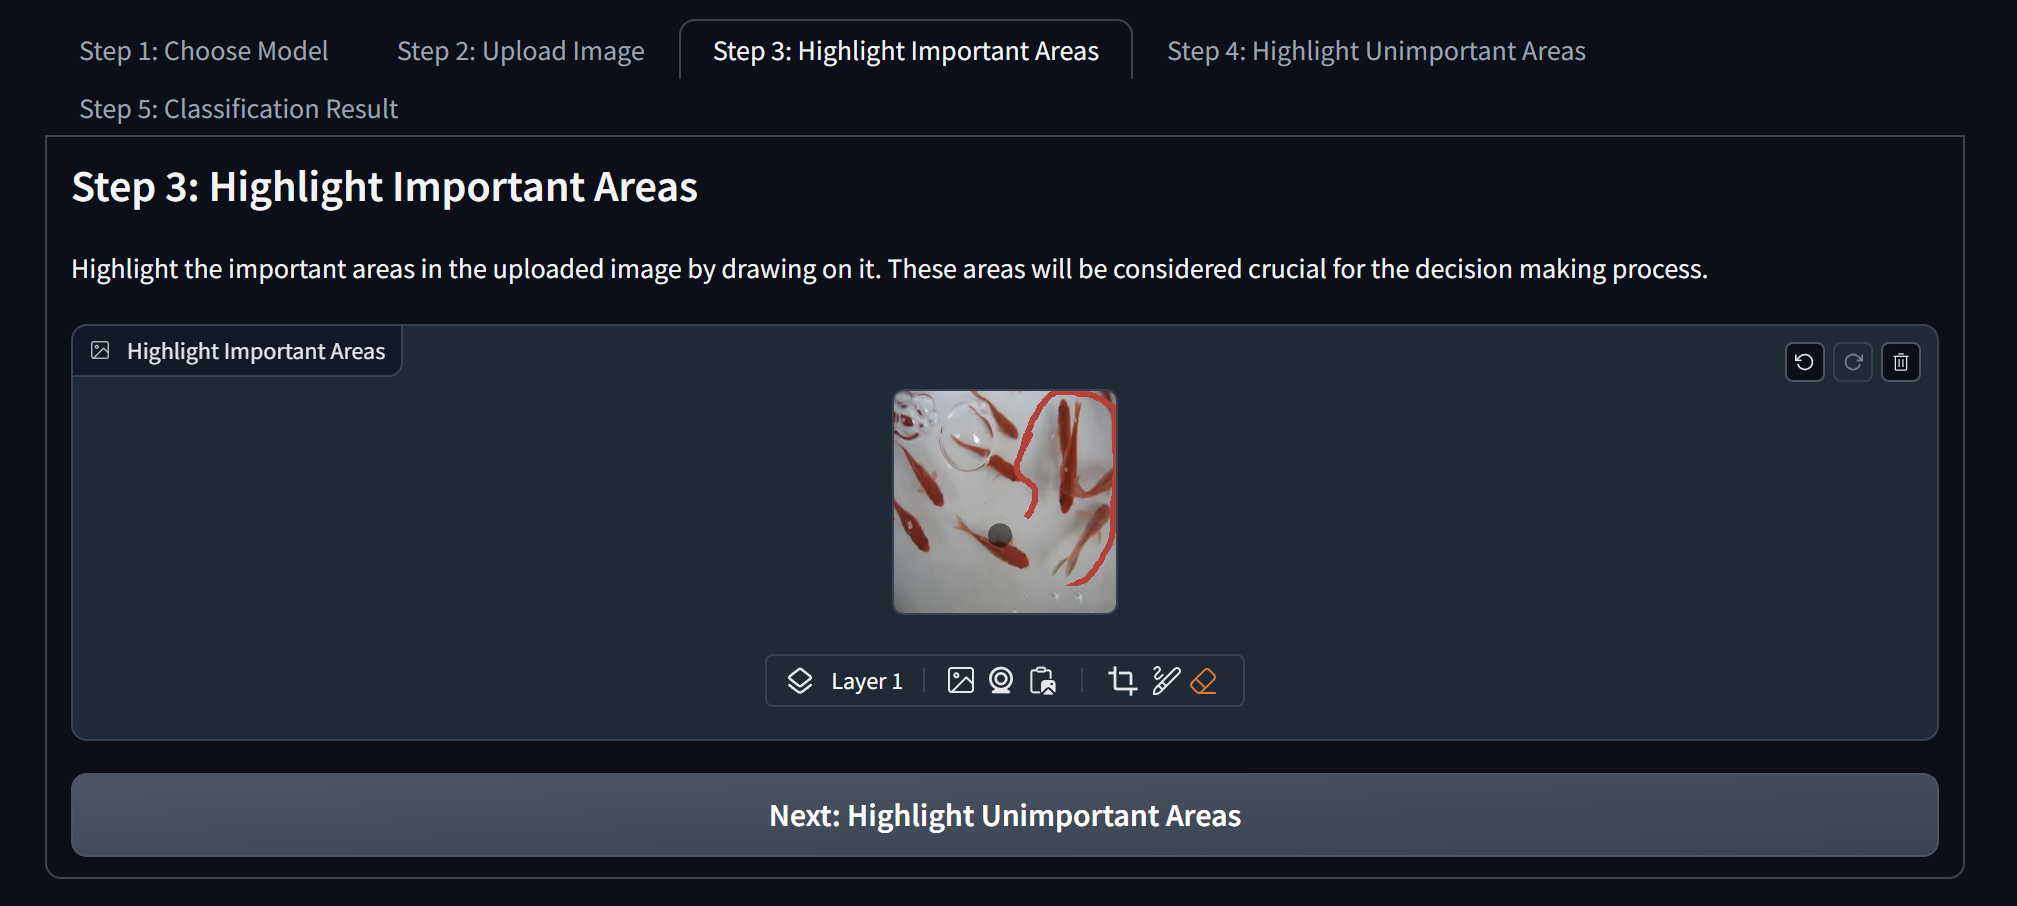 Step 1: Choose Model
Step 2: Upload Image
Step 3: Highlight Important Areas
Step 4: Highlight Unimportant Areas
Step 5: Classification Result
Step 3: Highlight Important Areas
Highlight the important areas in the uploaded image by drawing on it. These areas will be considered crucial for the decision making process.
Highlight Important Areas
Layer 1
Next: Highlight Unimportant Areas